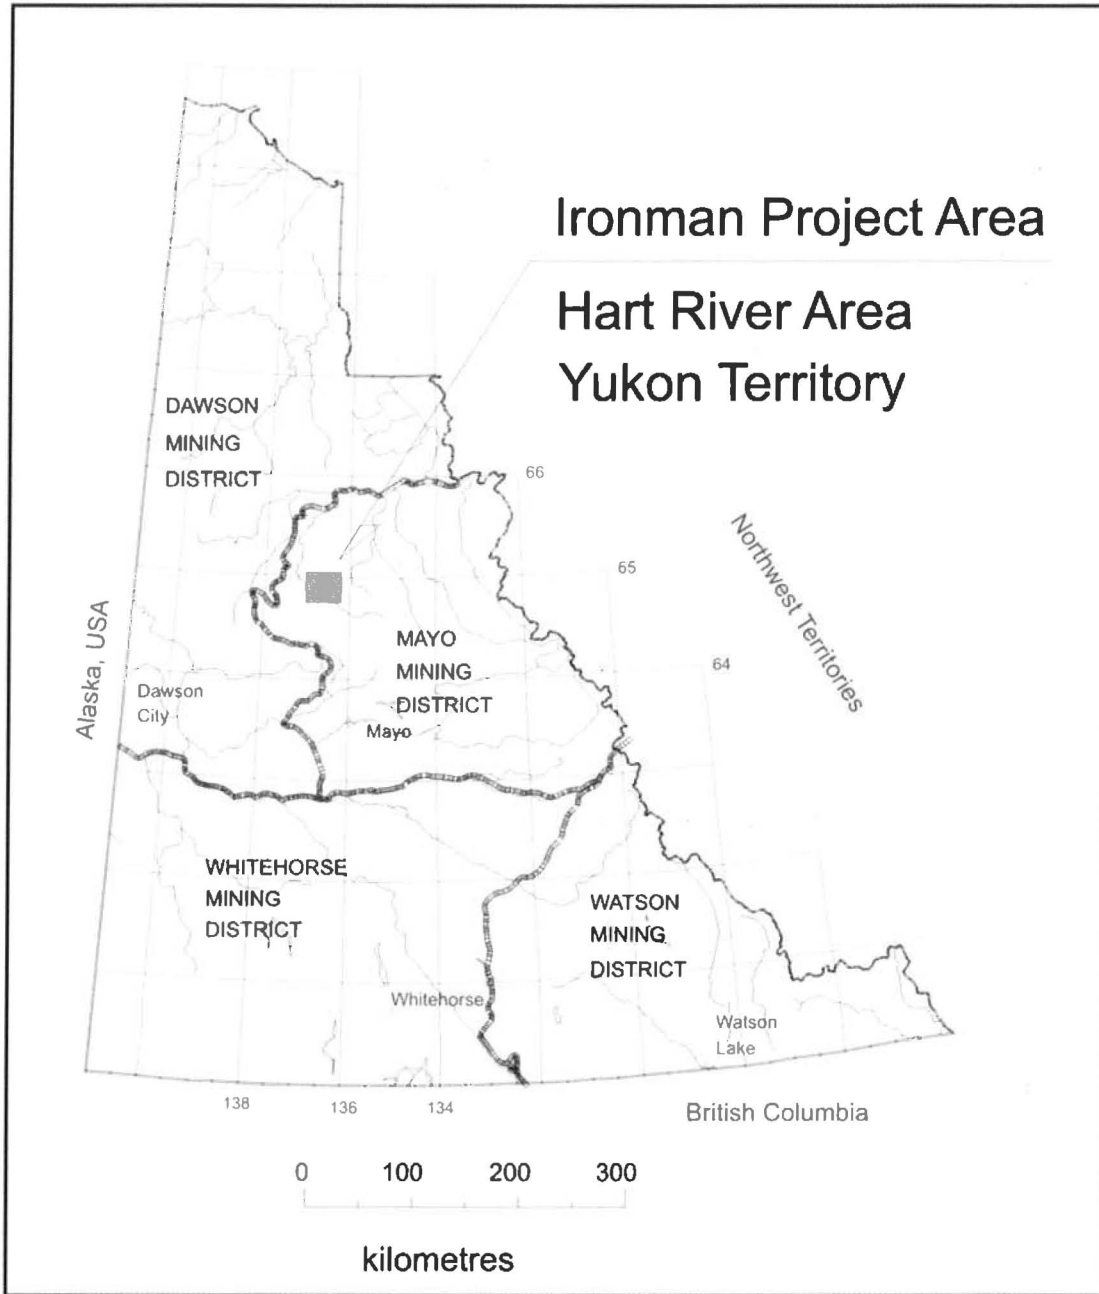 Ironman Project Area
Hart River Area
Yukon Territory
DAWSON
MINING
DISTRICT
66
65
64
Northwest Territories
Alaska, USA
MAYO
MINING
DISTRICT
Mayo
Dawson
City
WHITEHORSE
MINING
DISTRICT
WATSON
MINING
DISTRICT
Whitehorse
Watson
Lake
138
136
134
British Columbia
0 100 200 300
kilometres